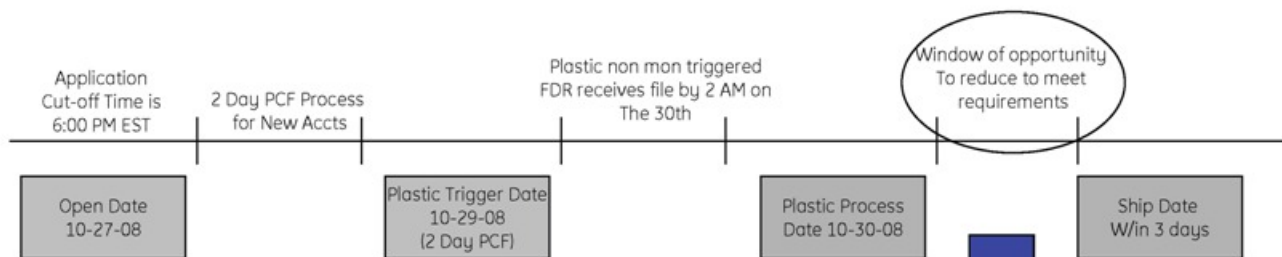 Application
Cut-off Time is
6:00 PM EST
2 Day PCF Process
for New Accts
Plastic non mon triggered
FDR receives file by 2 AM on
The 30th
Window of opportunity
To reduce to meet
requirements
Open Date
10-27-08
Plastic Trigger Date
10-29-08
(2 Day PCF)
Plastic Process
Date 10-30-08
Ship Date
W/in 3 days